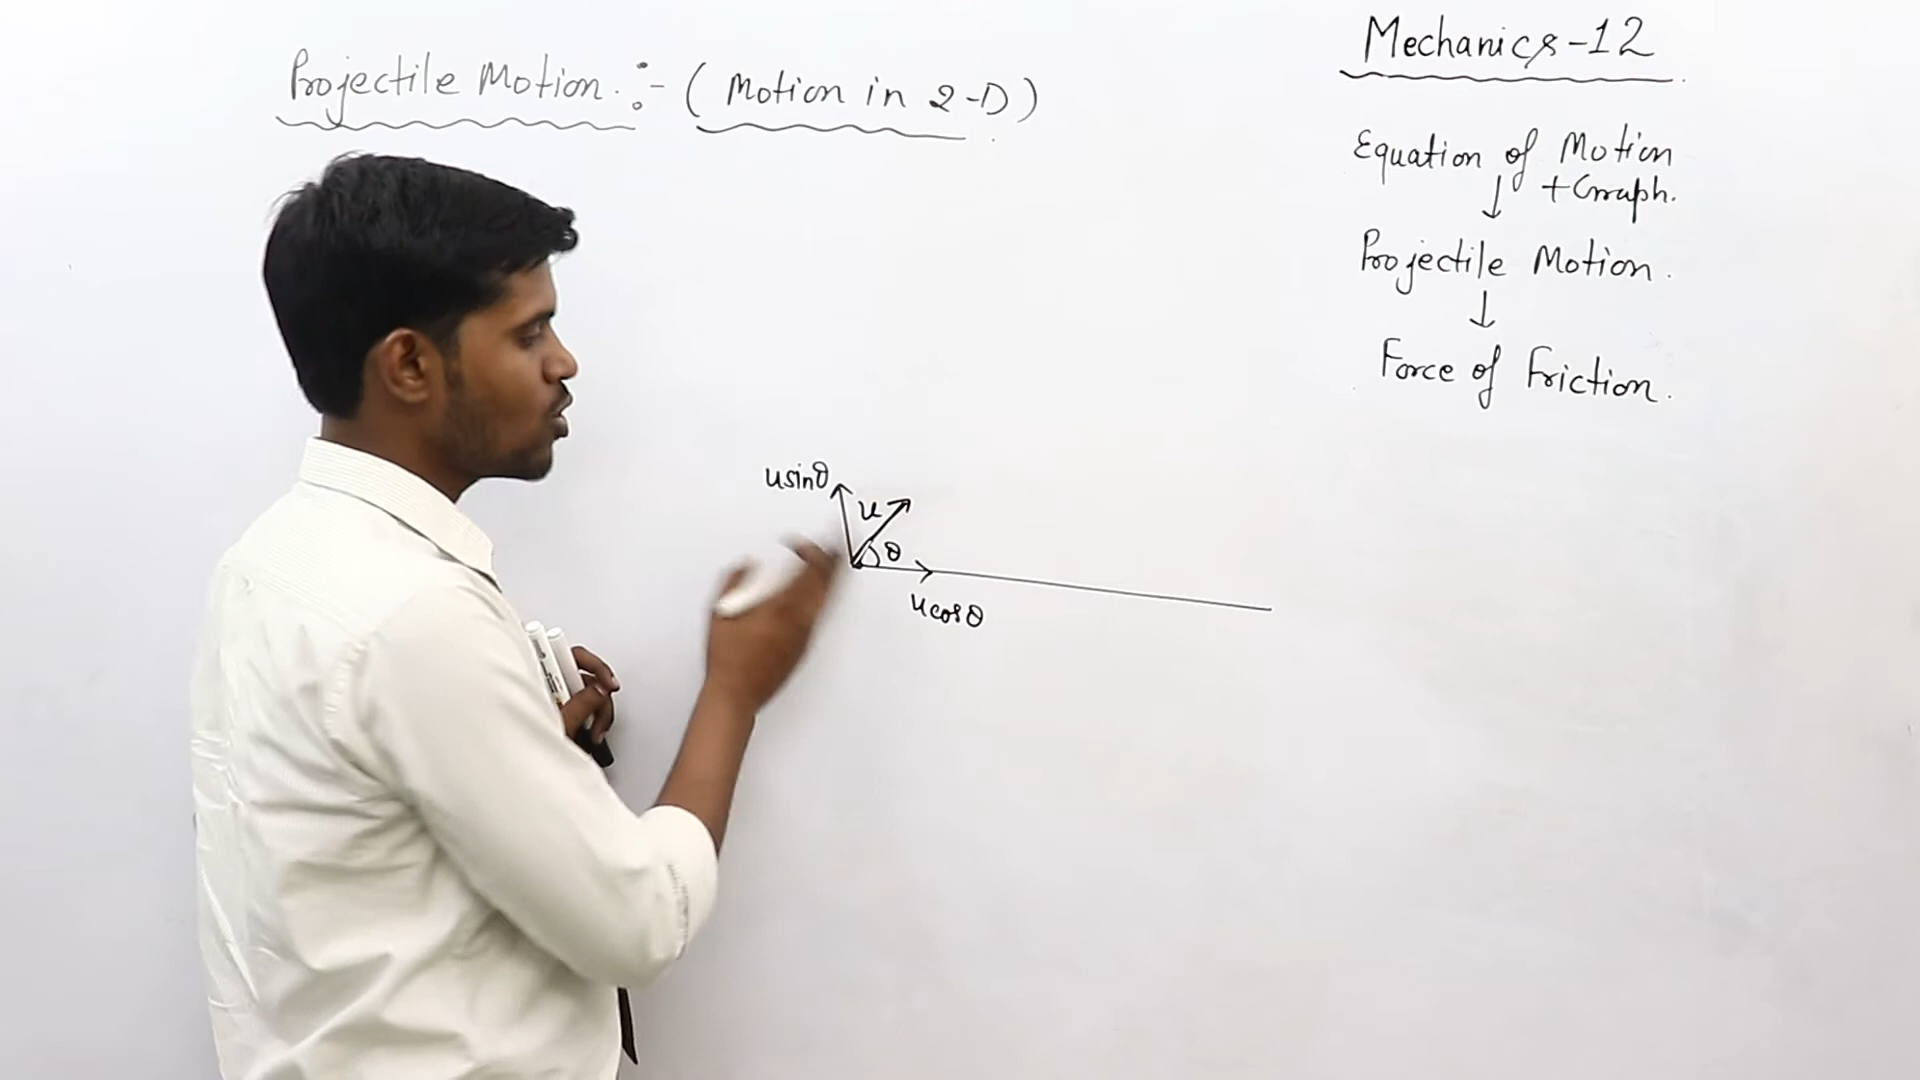 Projectile Motion :- ( Motion in 2-D )
Mechanics-12
Equation of Motion
↓ + Graph.
Projectile Motion.
↓
Force of Friction.
usinθ
u
θ
ucosθ